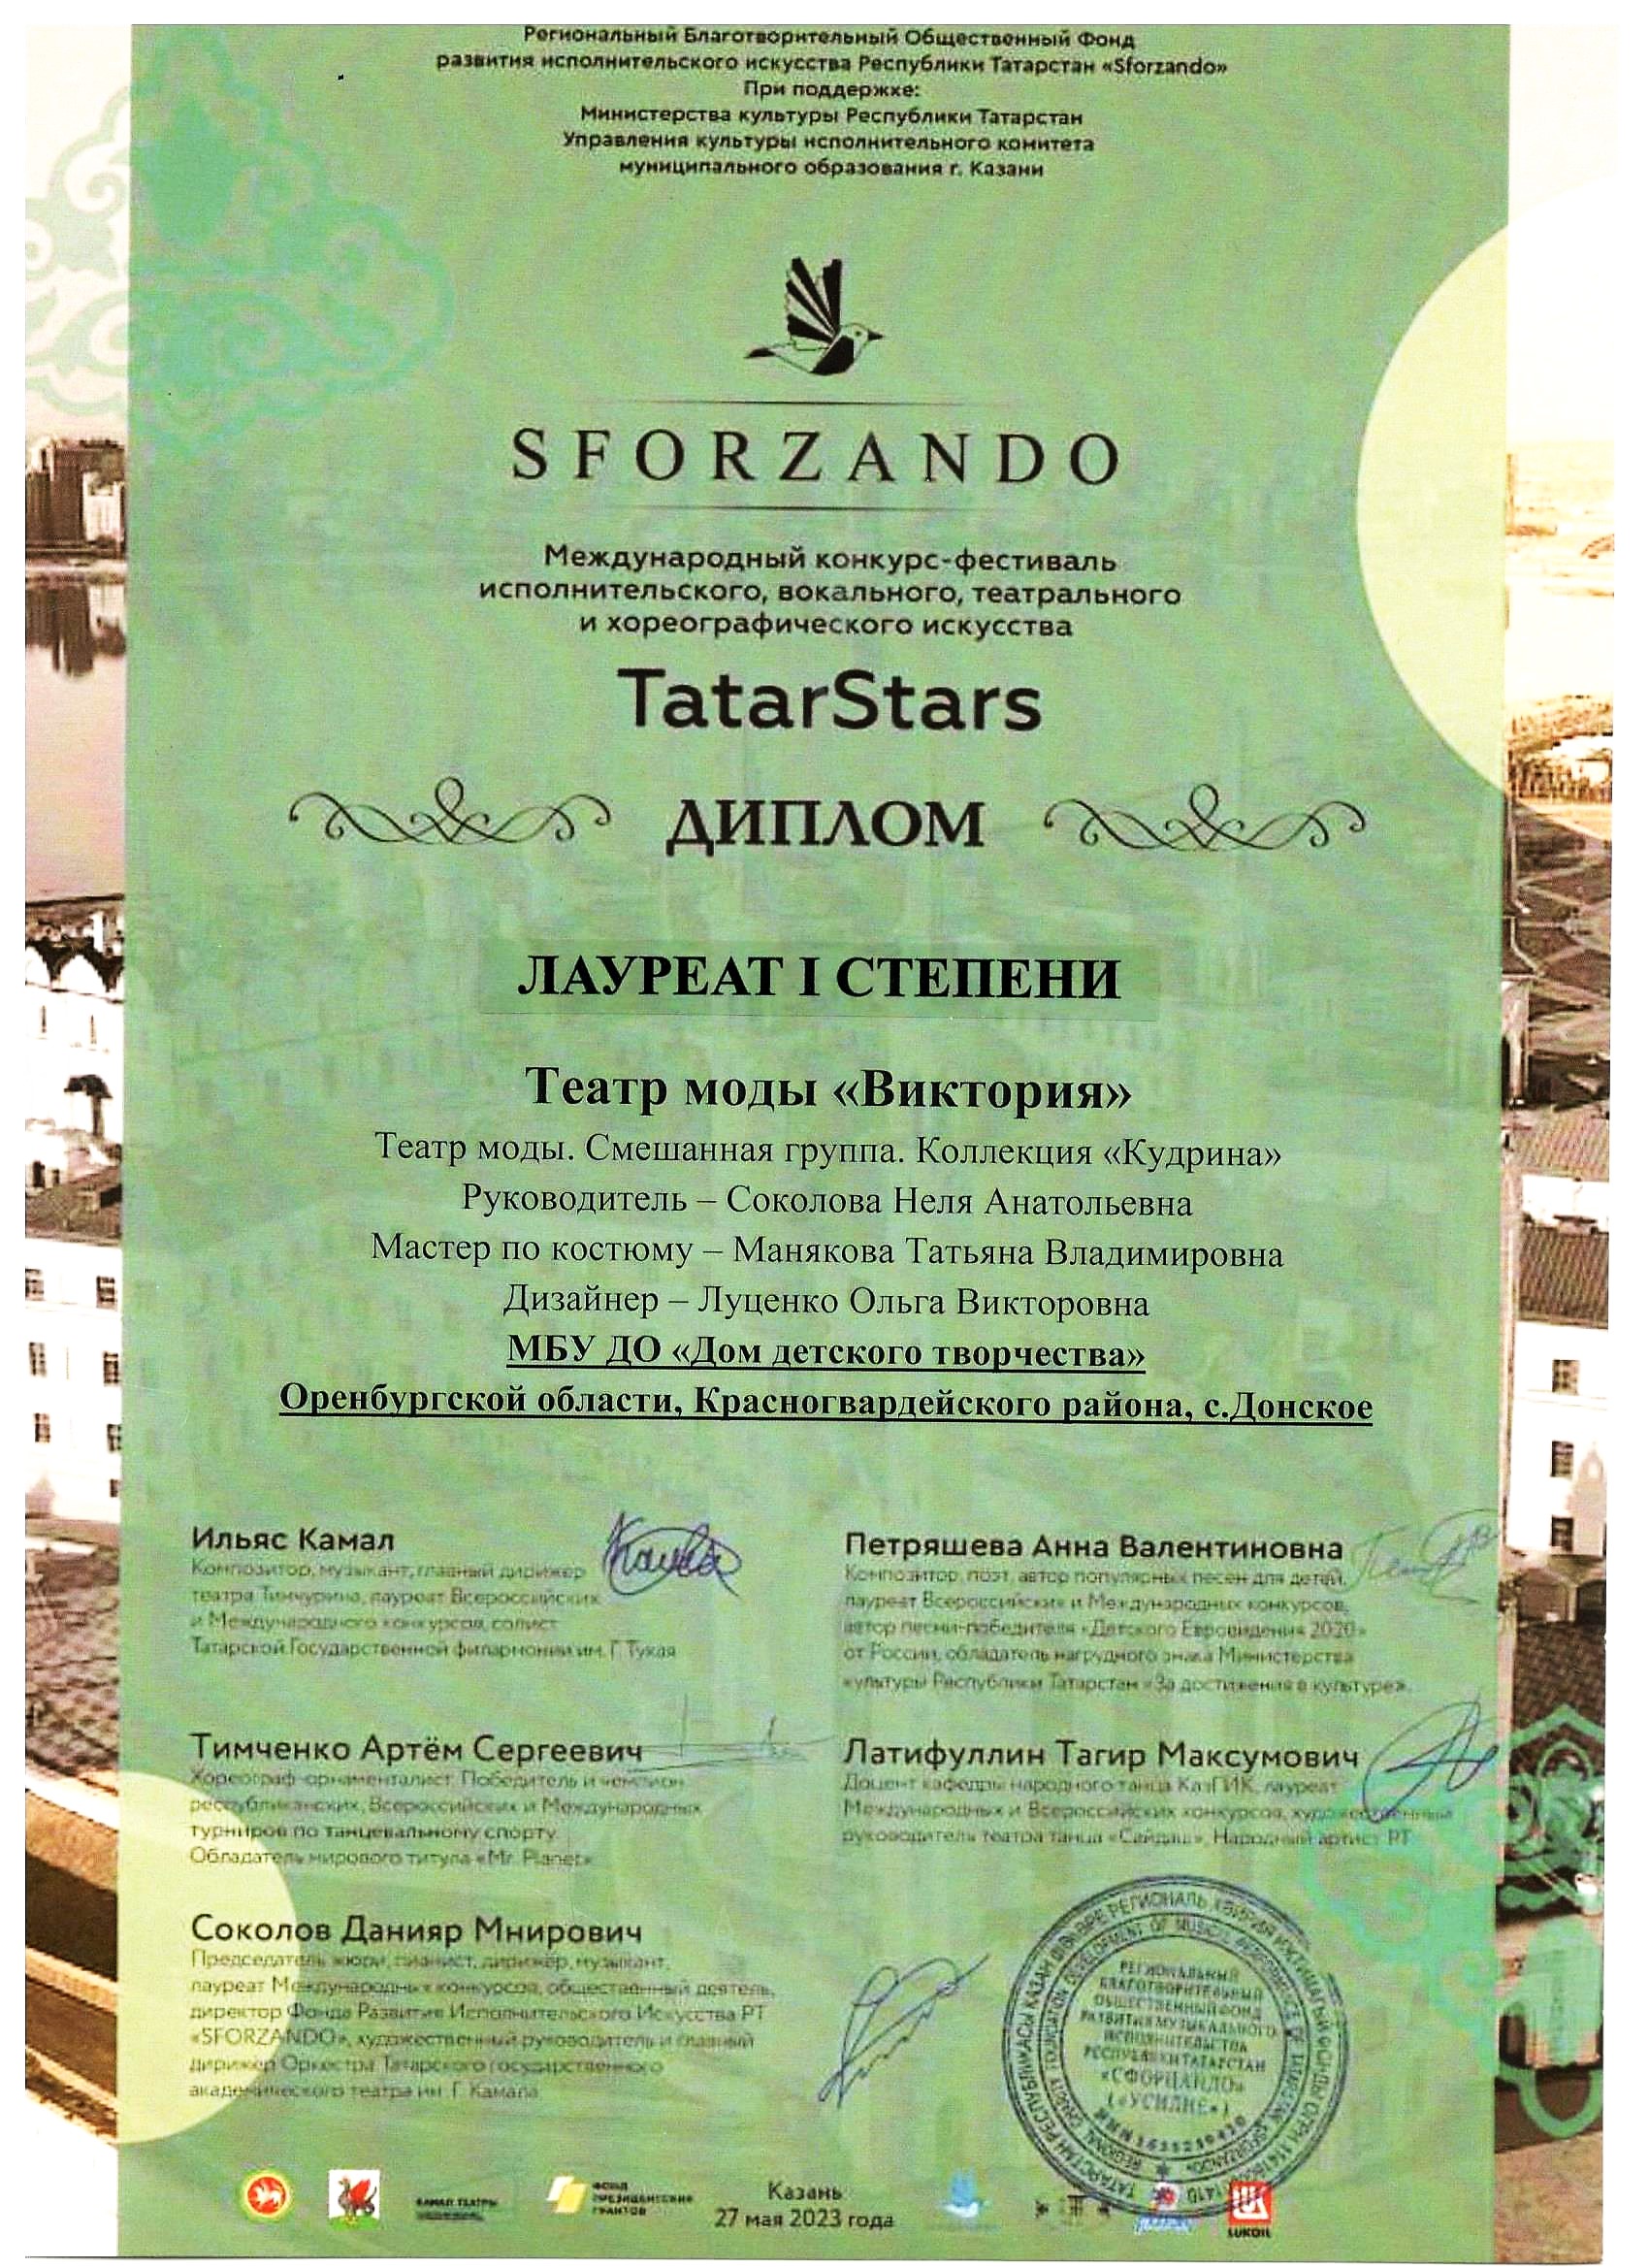 Региональный Благотворительный Общественный Фонд
развития исполнительского искусства Республики Татарстан «Sforzando»
При поддержке:
Министерства культуры Республики Татарстан
Управления культуры исполнительного комитета
муниципального образования г. Казани
SFORZANDO
Международный конкурс-фестиваль
исполнительского, вокального, театрального
и хореографического искусства
TatarStars
ДИПЛОМ
ЛАУРЕАТ I СТЕПЕНИ
Театр моды «Виктория»
Театр моды. Смешанная группа. Коллекция «Кудрина»
Руководитель – Соколова Неля Анатольевна
Мастер по костюму – Манякова Татьяна Владимировна
Дизайнер – Луценко Ольга Викторовна
МБУ ДО «Дом детского творчества»
Оренбургской области, Красногвардейского района, с.Донское
Ильяс Камал
Композитор, музыкант, главный дирижер
театра Тинчурина, лауреат Всероссийских
и Международного конкурсов, солист
Татарской Государственной филармонии им. Г. Тукая
Петряшева Анна Валентиновна
Композитор, поэт, автор популярных песен для детей,
лауреат Всероссийских и Международных конкурсов,
автор песни-победителя «Детского Евровидения 2020»
от России, обладатель нагрудного знака Министерства
культуры Республики Татарстан «За достижения в культуре».
Тимченко Артём Сергеевич
Хореограф-орнаменталист. Победитель и чемпион
республиканских, Всероссийских и Международных
турниров по танцевальному спорту.
Обладатель мирового титула «Mr. Planet»
Латифуллин Тагир Максумович
Доцент кафедры народного танца КазГИК, лауреат
Международных и Всероссийских конкурсов, художественный
руководитель театра танца «Сайдаш», Народный артист РТ
Соколов Данияр Мнирович
Председатель жюри, пианист, дирижёр, музыкант,
лауреат Международных конкурсов, общественный деятель,
директор Фонда Развития Исполнительского Искусства РТ
«SFORZANDO», художественный руководитель и главный
дирижёр Оркестра Татарского государственного
академического театра им. Г. Камала
РЕГИОНАЛЬНЫЙ
БЛАГОТВОРИТЕЛЬНЫЙ
ОБЩЕСТВЕННЫЙ ФОНД
РАЗВИТИЯ МУЗЫКАЛЬНОГО
ИСПОЛНИТЕЛЬСТВА
РЕСПУБЛИКИ ТАТАРСТАН
«СФОРЦАНДО»
(«УСИЛИЕ»)
КАМАЛ ТЕАТРЫ
ФОНД
ПРЕЗИДЕНТСКИХ
ГРАНТОВ
Казань
27 мая 2023 года
LUKOIL